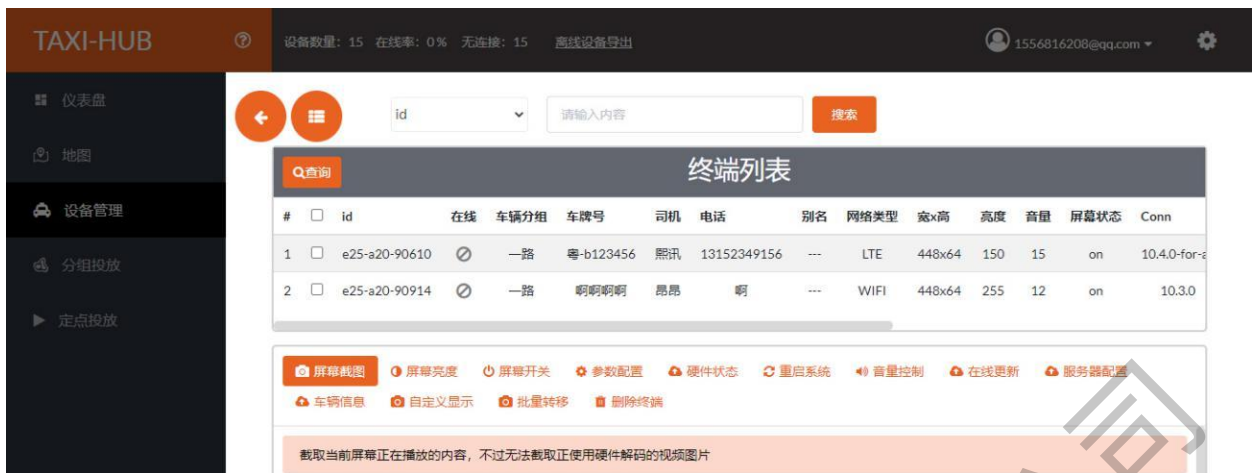 TAXI-HUB 设备数量：15 在线率：0% 无连接：15 离线设备导出 1556816208@qq.com
仪表盘
地图
设备管理
分组投放
定点投放
id 请输入内容 搜索
查询 终端列表
# id 在线 车辆分组 车牌号 司机 电话 别名 网络类型 宽x高 亮度 音量 屏幕状态 Conn
1 e25-a20-90610 一路 粤-b123456 熙讯 13152349156 --- LTE 448x64 150 15 on 10.4.0-for-a
2 e25-a20-90914 一路 啊啊啊啊 昂昂 啊 --- WIFI 448x64 255 12 on 10.3.0
屏幕截图 屏幕亮度 屏幕开关 参数配置 硬件状态 重启系统 音量控制 在线更新 服务器配置
车辆信息 自定义显示 批量转移 删除终端
截取当前屏幕正在播放的内容，不过无法截取正使用硬件解码的视频图片